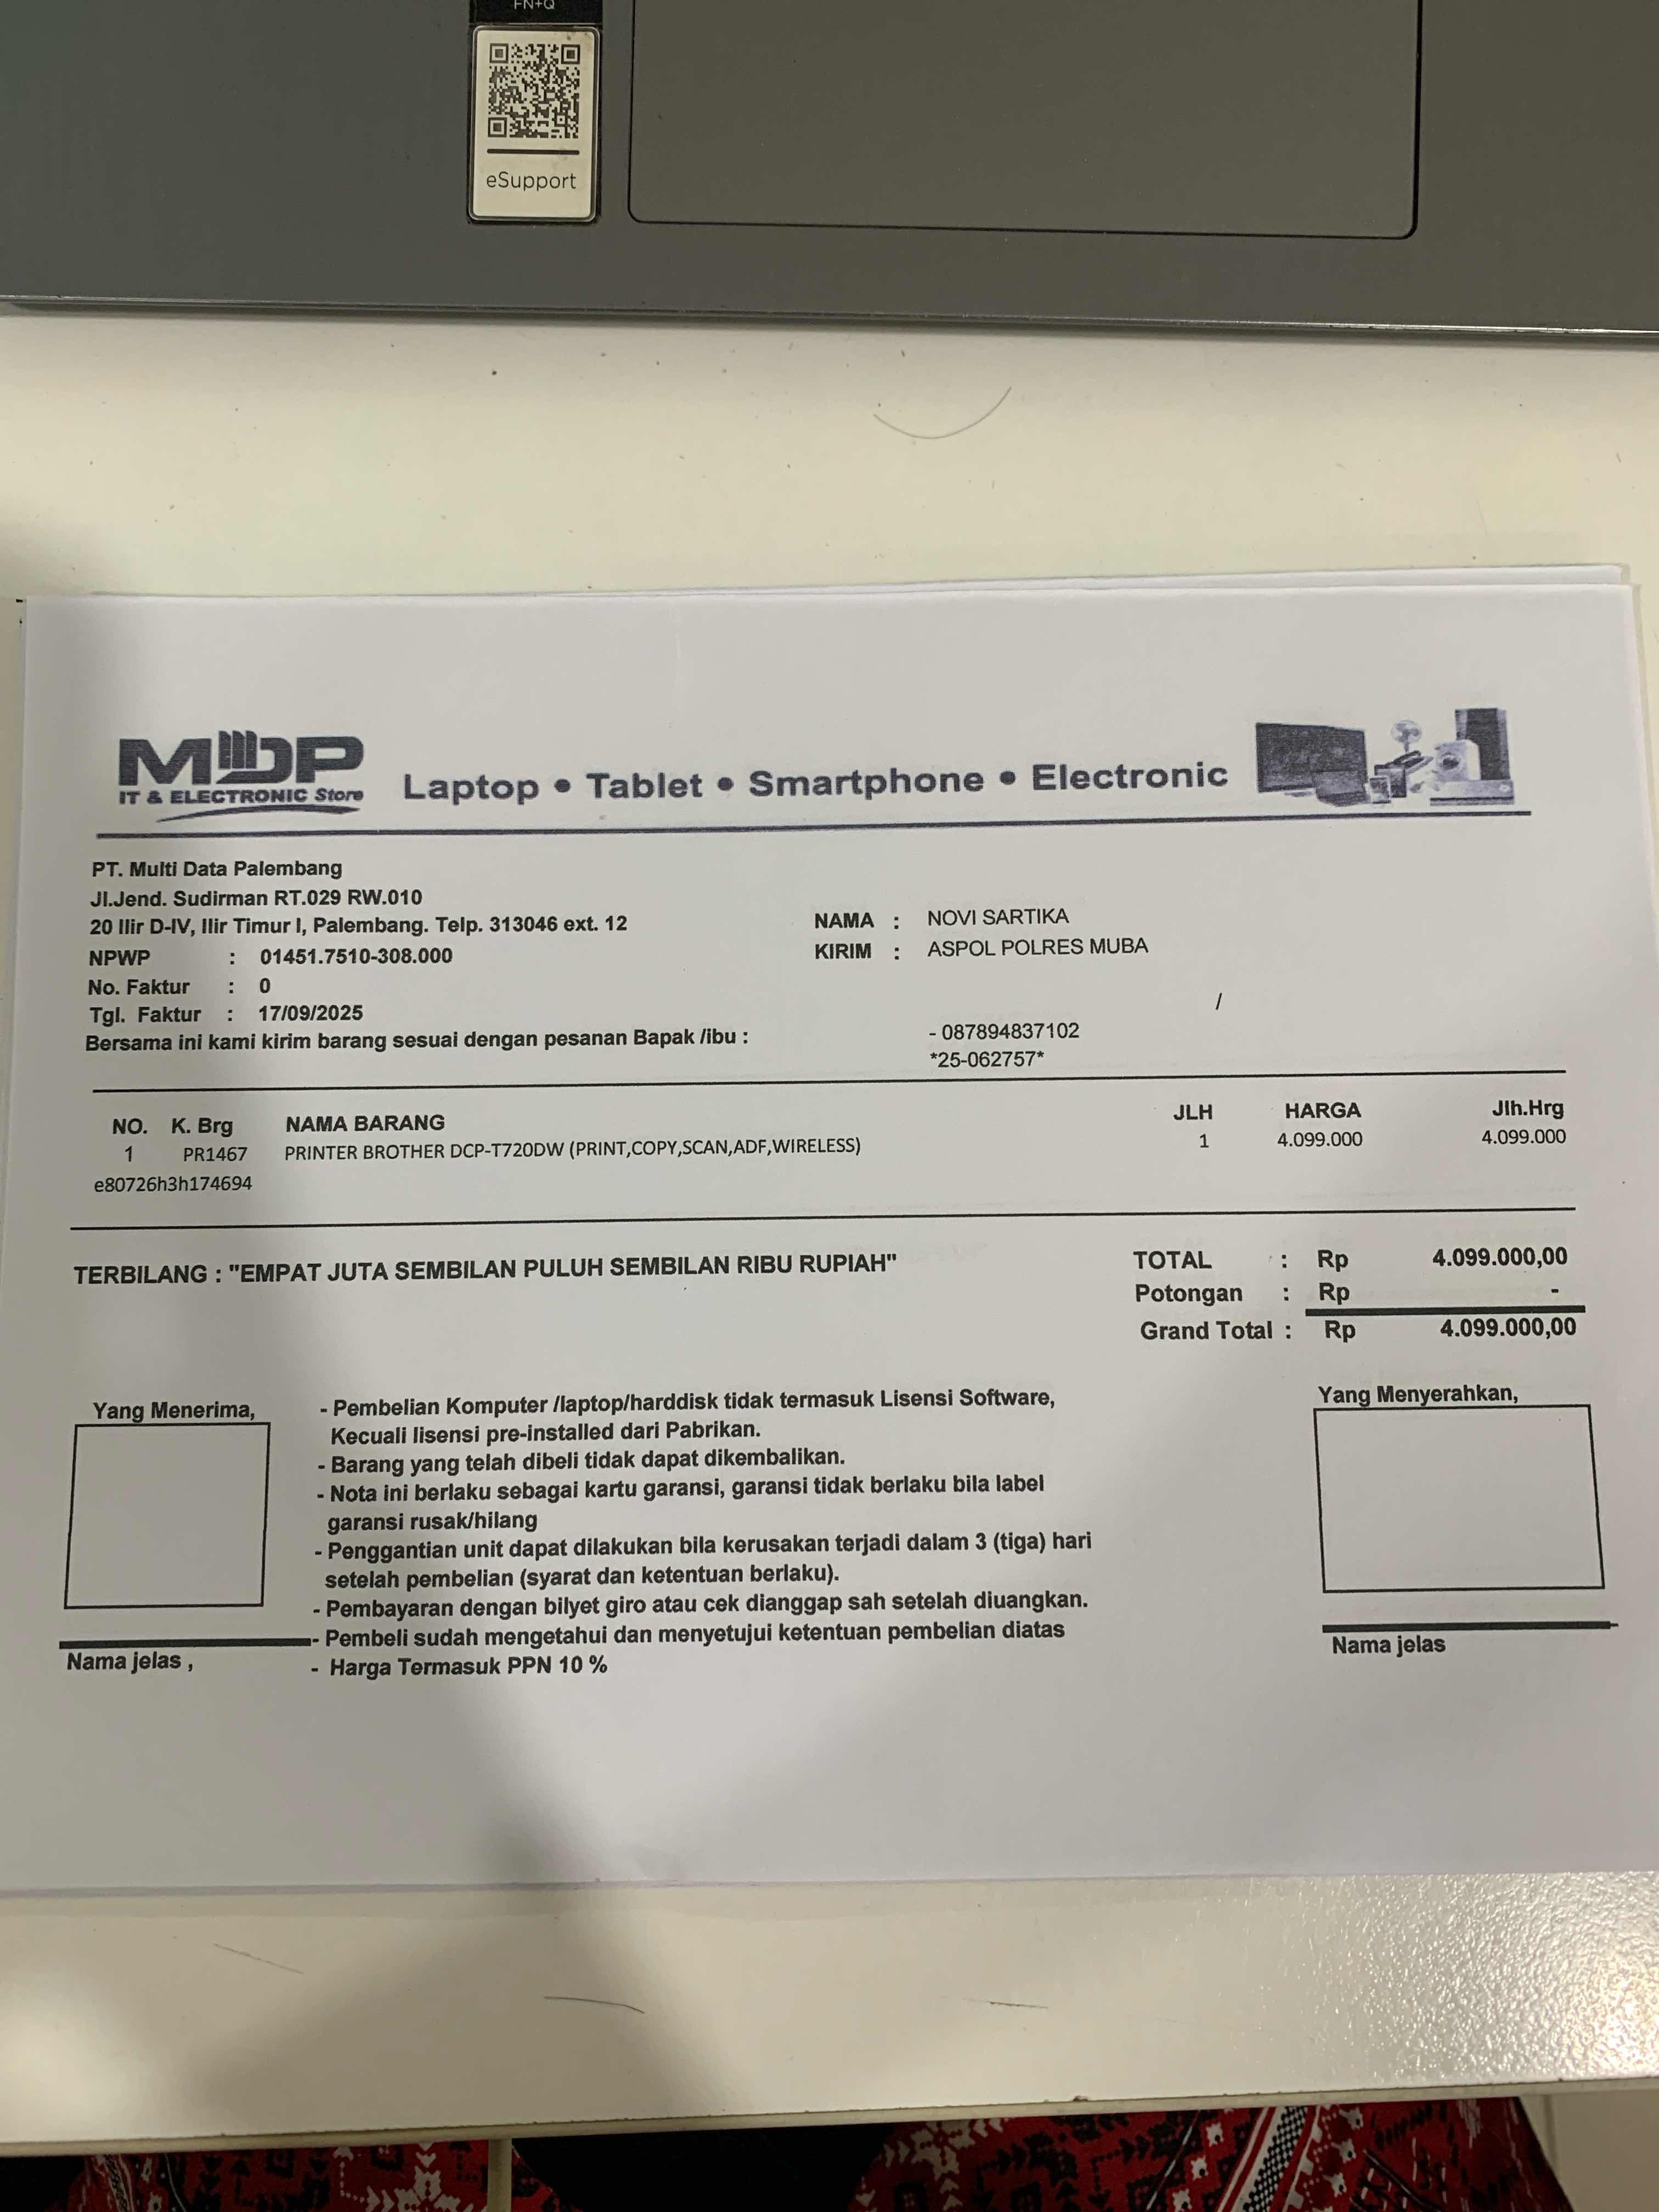 FN+Q
eSupport
MDP
IT & ELECTRONIC Store
Laptop • Tablet • Smartphone • Electronic
PT. Multi Data Palembang
Jl.Jend. Sudirman RT.029 RW.010
20 Ilir D-IV, Ilir Timur I, Palembang. Telp. 313046 ext. 12
NPWP : 01451.7510-308.000
No. Faktur : 0
Tgl. Faktur : 17/09/2025
Bersama ini kami kirim barang sesuai dengan pesanan Bapak /ibu :
NAMA : NOVI SARTIKA
KIRIM : ASPOL POLRES MUBA
/
- 087894837102
*25-062757*
NO. K. Brg NAMA BARANG JLH HARGA Jlh.Hrg
1 PR1467 PRINTER BROTHER DCP-T720DW (PRINT,COPY,SCAN,ADF,WIRELESS) 1 4.099.000 4.099.000
e80726h3h174694
TERBILANG : "EMPAT JUTA SEMBILAN PULUH SEMBILAN RIBU RUPIAH"
TOTAL : Rp 4.099.000,00
Potongan : Rp -
Grand Total : Rp 4.099.000,00
Yang Menerima,
- Pembelian Komputer /laptop/harddisk tidak termasuk Lisensi Software,
Kecuali lisensi pre-installed dari Pabrikan.
- Barang yang telah dibeli tidak dapat dikembalikan.
- Nota ini berlaku sebagai kartu garansi, garansi tidak berlaku bila label
garansi rusak/hilang
- Penggantian unit dapat dilakukan bila kerusakan terjadi dalam 3 (tiga) hari
setelah pembelian (syarat dan ketentuan berlaku).
- Pembayaran dengan bilyet giro atau cek dianggap sah setelah diuangkan.
- Pembeli sudah mengetahui dan menyetujui ketentuan pembelian diatas
- Harga Termasuk PPN 10 %
Nama jelas ,
Yang Menyerahkan,
Nama jelas